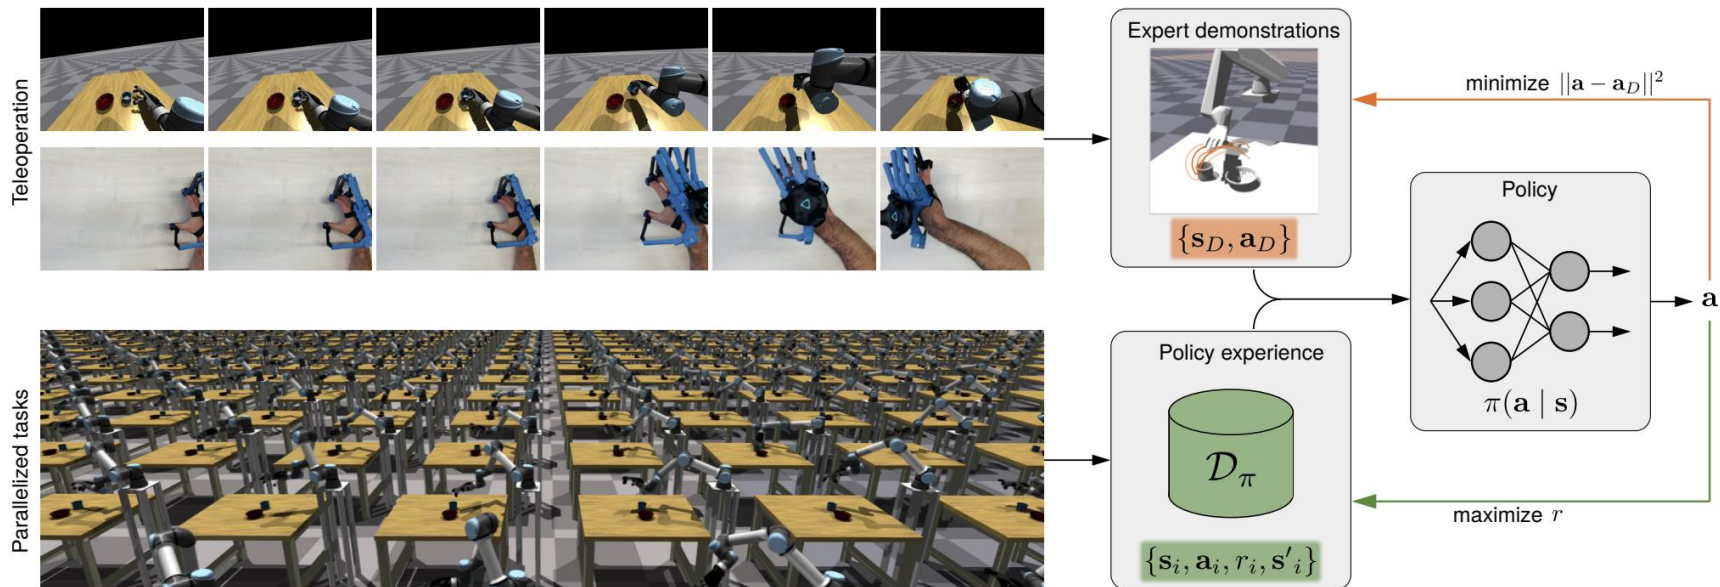 Teleoperation
Expert demonstrations
{s_D, a_D}
minimize ||a − a_D||²
Policy
π(a | s)
a
Parallelized tasks
Policy experience
𝒟_π
{s_i, a_i, r_i, s'_i}
maximize r